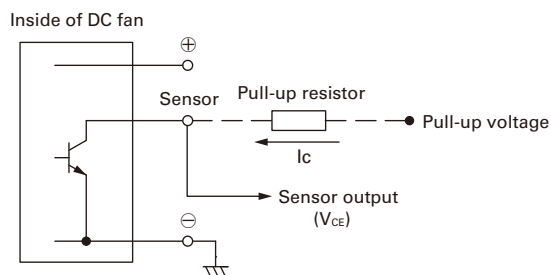 Inside of DC fan
⊕
Sensor
Pull-up resistor
Pull-up voltage
Ic
Sensor output
(VCE)
⊖